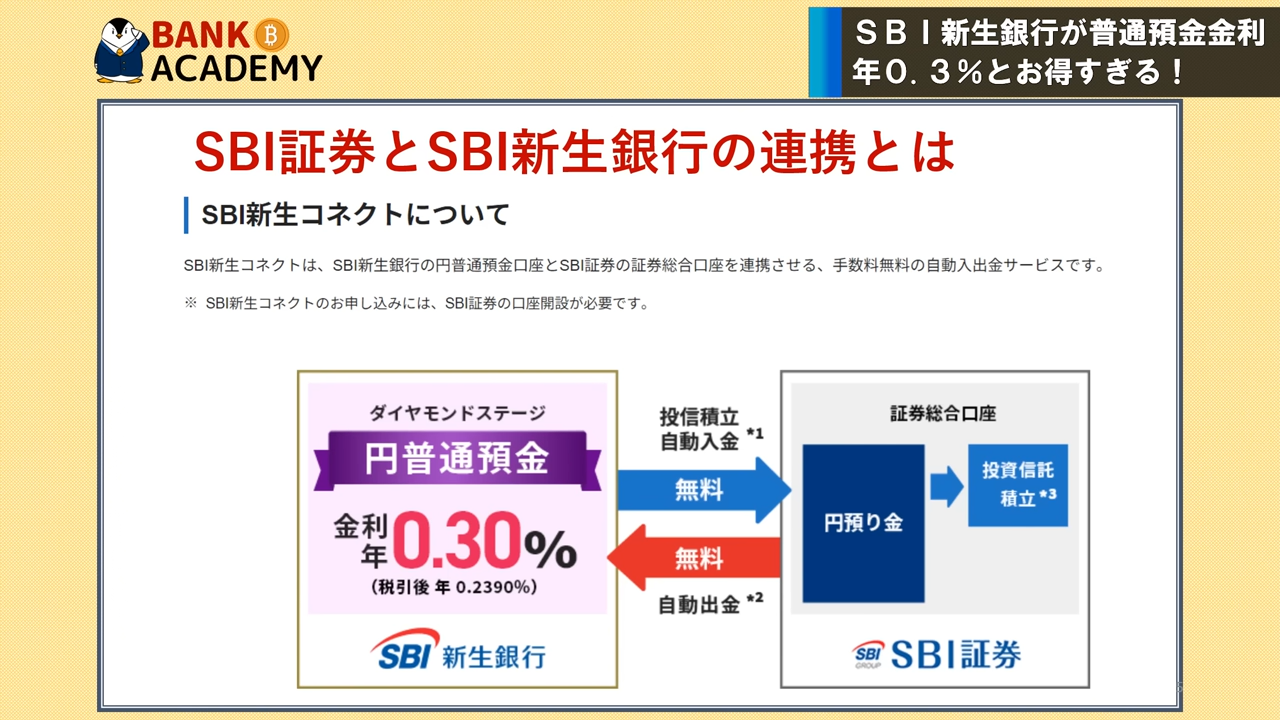 BANK
ACADEMY
SBI新生銀行が普通預金金利
年0.3%とお得すぎる！
SBI証券とSBI新生銀行の連携とは
SBI新生コネクトについて
SBI新生コネクトは、SBI新生銀行の円普通預金口座とSBI証券の証券総合口座を連携させる、手数料無料の自動入出金サービスです。
※ SBI新生コネクトのお申し込みには、SBI証券の口座開設が必要です。
ダイヤモンドステージ
円普通預金
金利
年0.30%
（税引後 年 0.2390%）
SBI 新生銀行
投信積立
自動入金 *1
無料
無料
自動出金 *2
証券総合口座
円預り金
投資信託
積立*3
SBI GROUP SBI証券